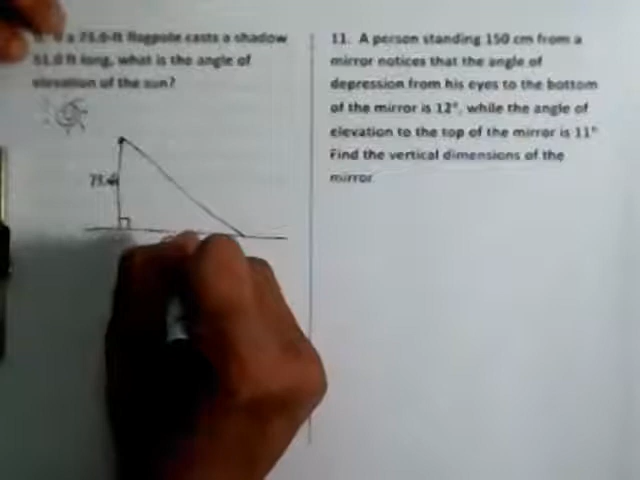 a 73.0-ft flagpole casts a shadow
51.0 ft long, what is the angle of
elevation of the sun?
11. A person standing 150 cm from a
mirror notices that the angle of
depression from his eyes to the bottom
of the mirror is 12°, while the angle of
elevation to the top of the mirror is 11°
Find the vertical dimensions of the
mirror.